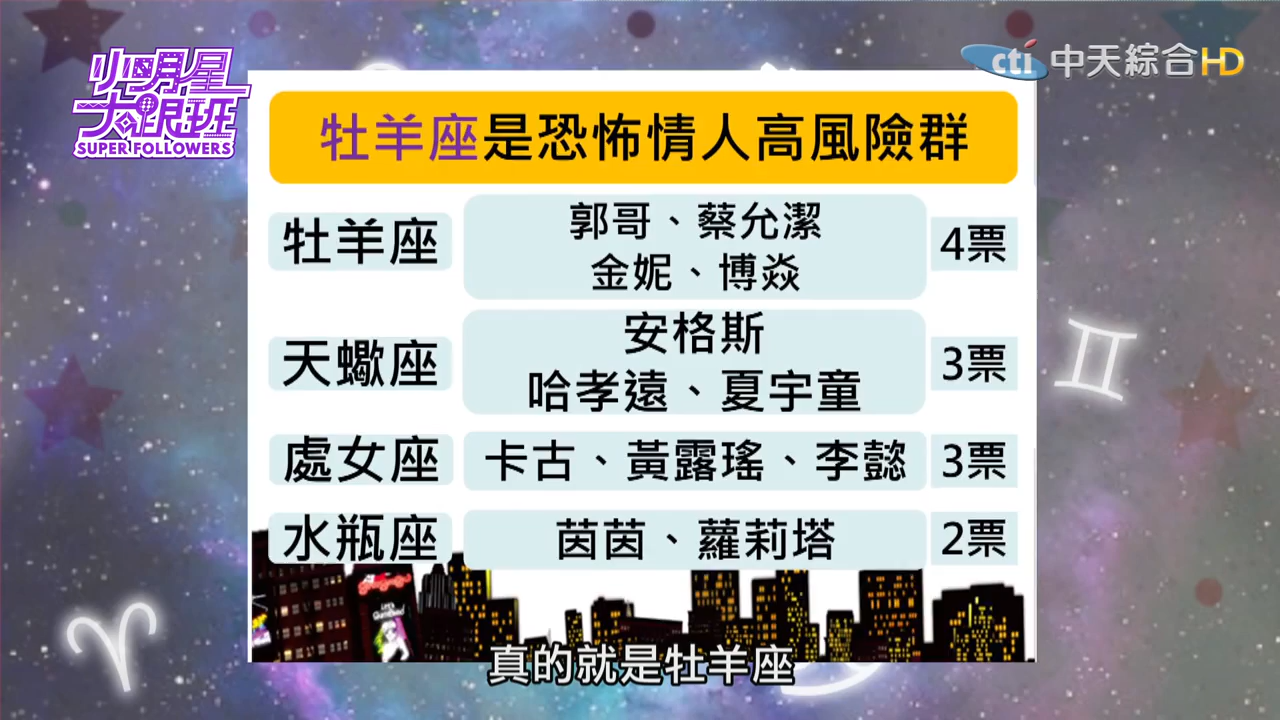 小明星
大跟班
SUPER FOLLOWERS
cti 中天綜合HD
牡羊座是恐怖情人高風險群
牡羊座
郭哥、蔡允潔
金妮、博焱
4票
天蠍座
安格斯
哈孝遠、夏宇童
3票
處女座
卡古、黃露瑤、李懿
3票
水瓶座
茵茵、蘿莉塔
2票
真的就是牡羊座